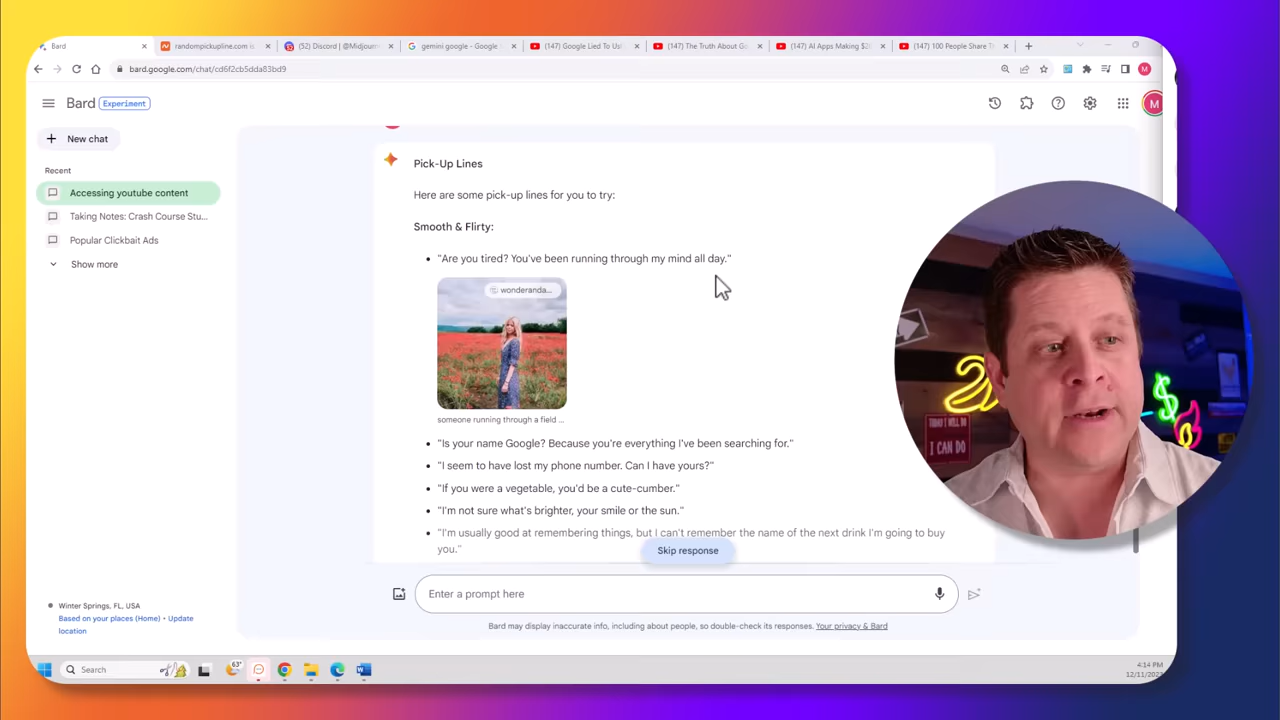 Bard
randompickupline.com is
(52) Discord | @Midjourn
gemini google - Google
(147) Google Lied To Us!
(147) The Truth About Go
(147) AI Apps Making $2
(147) 100 People Share Th
bard.google.com/chat/cd6f2cb5dda83bd9
M
Bard Experiment
M
New chat
Recent
Accessing youtube content
Taking Notes: Crash Course Stu...
Popular Clickbait Ads
Show more
Pick-Up Lines
Here are some pick-up lines for you to try:
Smooth & Flirty:
• "Are you tired? You've been running through my mind all day."
wonderanda...
someone running through a field ...
• "Is your name Google? Because you're everything I've been searching for."
• "I seem to have lost my phone number. Can I have yours?"
• "If you were a vegetable, you'd be a cute-cumber."
• "I'm not sure what's brighter, your smile or the sun."
• "I'm usually good at remembering things, but I can't remember the name of the next drink I'm going to buy
you."
Skip response
Enter a prompt here
Bard may display inaccurate info, including about people, so double-check its responses. Your privacy & Bard
Winter Springs, FL, USA
Based on your places (Home) • Update
location
TODAY I WILL DO
I CAN DO
$
Search
63°
4:14 PM
12/11/202